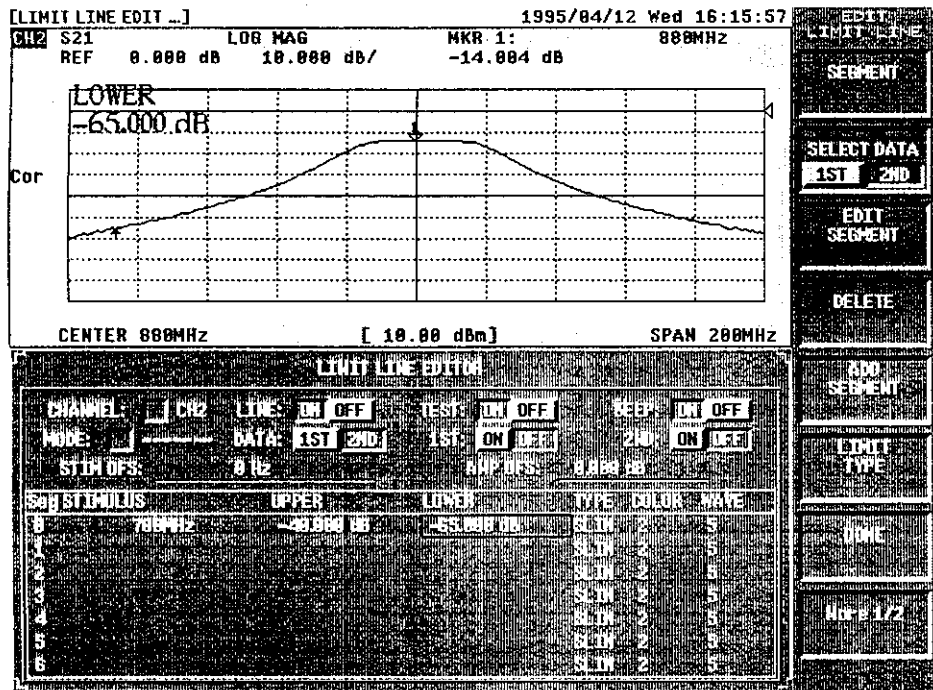 [LIMIT LINE EDIT …] 1995/04/12 Wed 16:15:57
CH2 S21 LOG MAG MKR 1: 880MHz
REF 0.000 dB 10.000 dB/ -14.004 dB
LOWER
-65.000 dB
1
Cor
CENTER 880MHz [ 10.00 dBm] SPAN 200MHz
LIMIT LINE EDITOR
CHANNEL: CH2 LINE: ON OFF TEST: ON OFF BEEP: ON OFF
MODE: DATA: 1ST 2ND 1ST: ON OFF 2ND: ON OFF
STIM OFS: 0 Hz AMP OFS: 0.000 dB
Seg STIMULUS UPPER LOWER TYPE COLOR WAVE
0 780MHz -40.000 dB -65.000 dB SLIN 2 5
1 SLIN 2 5
2 SLIN 2 5
3 SLIN 2 5
4 SLIN 2 5
5 SLIN 2 5
6 SLIN 2 5
EDIT
LIMIT LINE
SEGMENT
SELECT DATA
1ST 2ND
EDIT
SEGMENT
DELETE
ADD
SEGMENT
LIMIT
TYPE
DONE
More 1/2